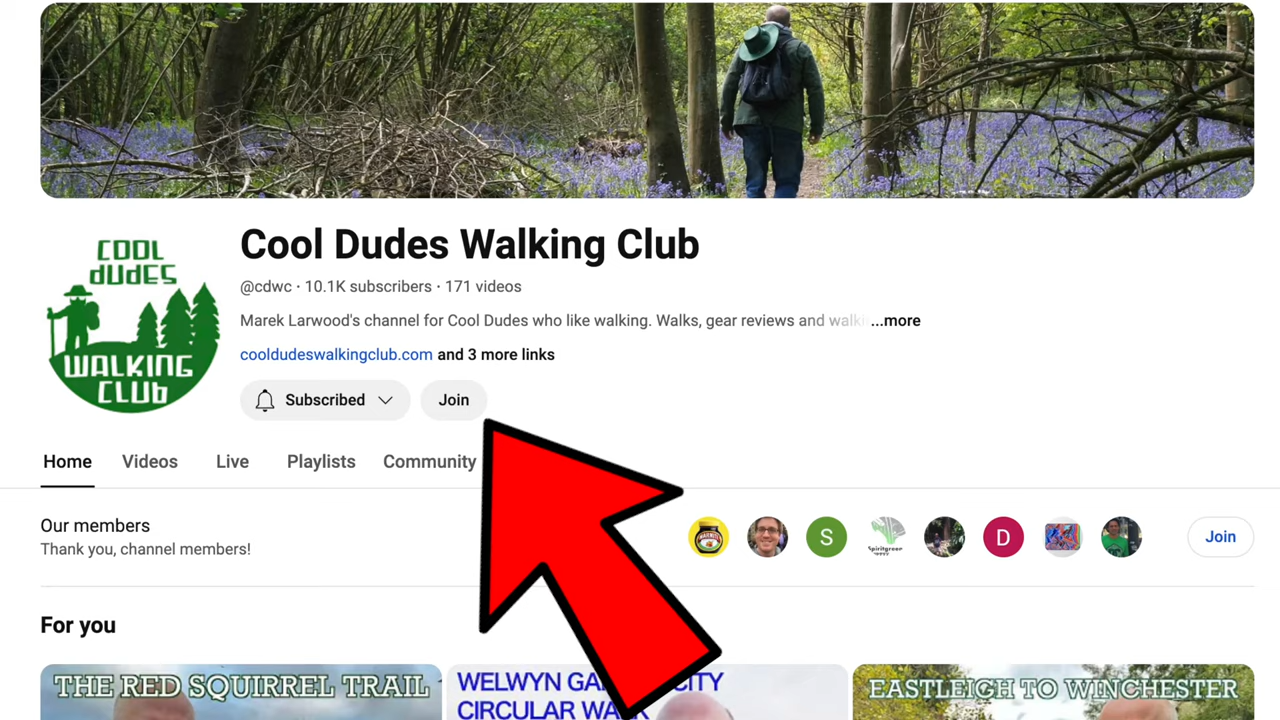 COOL
dUdES
WALKING
CLUb
Cool Dudes Walking Club
@cdwc · 10.1K subscribers · 171 videos
Marek Larwood's channel for Cool Dudes who like walking. Walks, gear reviews and ...more
cooldudeswalkingclub.com and 3 more links
Subscribed
Join
Home
Videos
Live
Playlists
Community
Our members
Thank you, channel members!
MARMITE
S
Spiritgreen
D
Join
For you
THE RED SQUIRREL TRAIL
WELWYN CITY
CIRCULAR
EASTLEIGH TO WINCHESTER